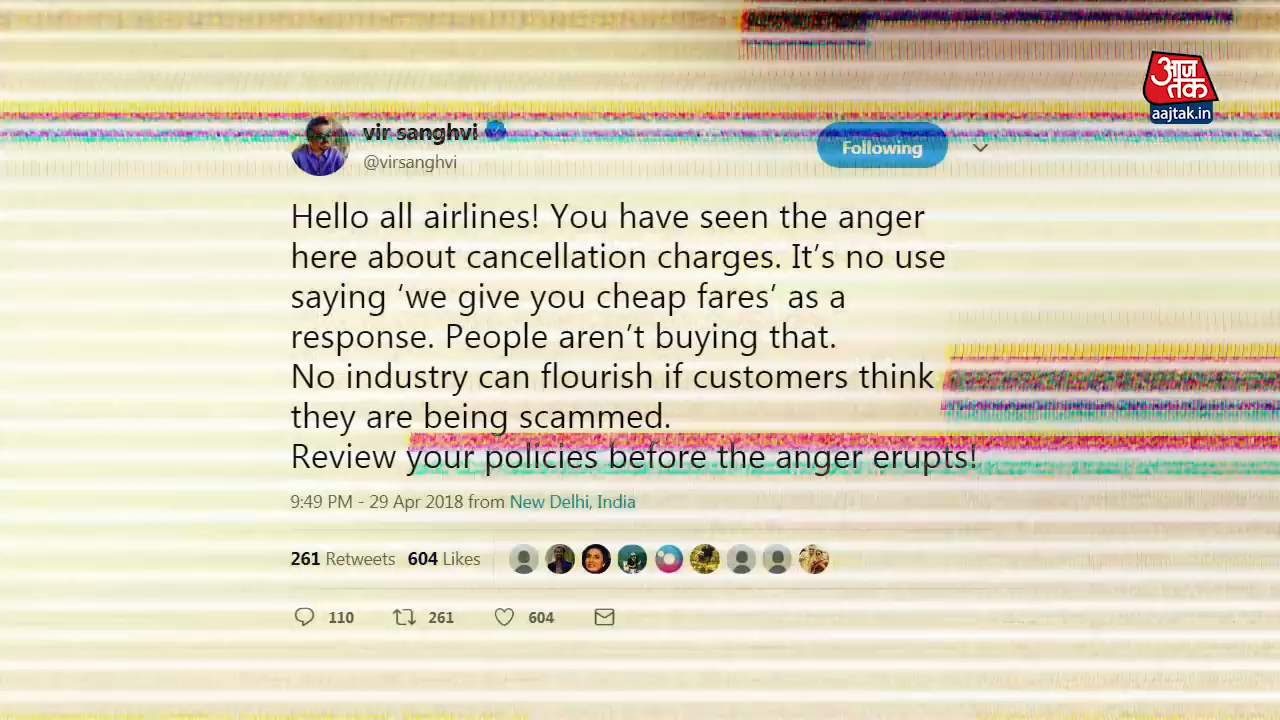 आज
तक
aajtak.in
vir sanghvi
@virsanghvi
Following
Hello all airlines! You have seen the anger
here about cancellation charges. It’s no use
saying ‘we give you cheap fares’ as a
response. People aren’t buying that.
No industry can flourish if customers think
they are being scammed.
Review your policies before the anger erupts!
9:49 PM - 29 Apr 2018 from New Delhi, India
261 Retweets 604 Likes
110 261 604